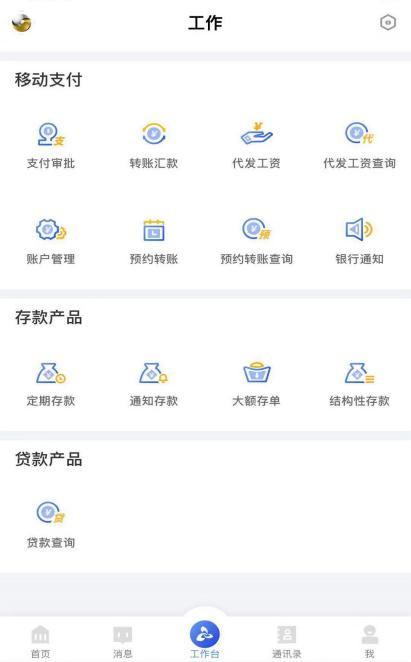 工作
移动支付
支付审批 转账汇款 代发工资 代发工资查询
账户管理 预约转账 预约转账查询 银行通知
存款产品
定期存款 通知存款 大额存单 结构性存款
贷款产品
贷款查询
首页 消息 工作台 通讯录 我